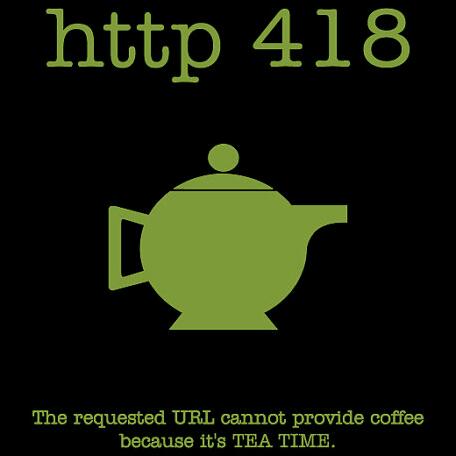 http 418
The requested URL cannot provide coffee
because it's TEA TIME.